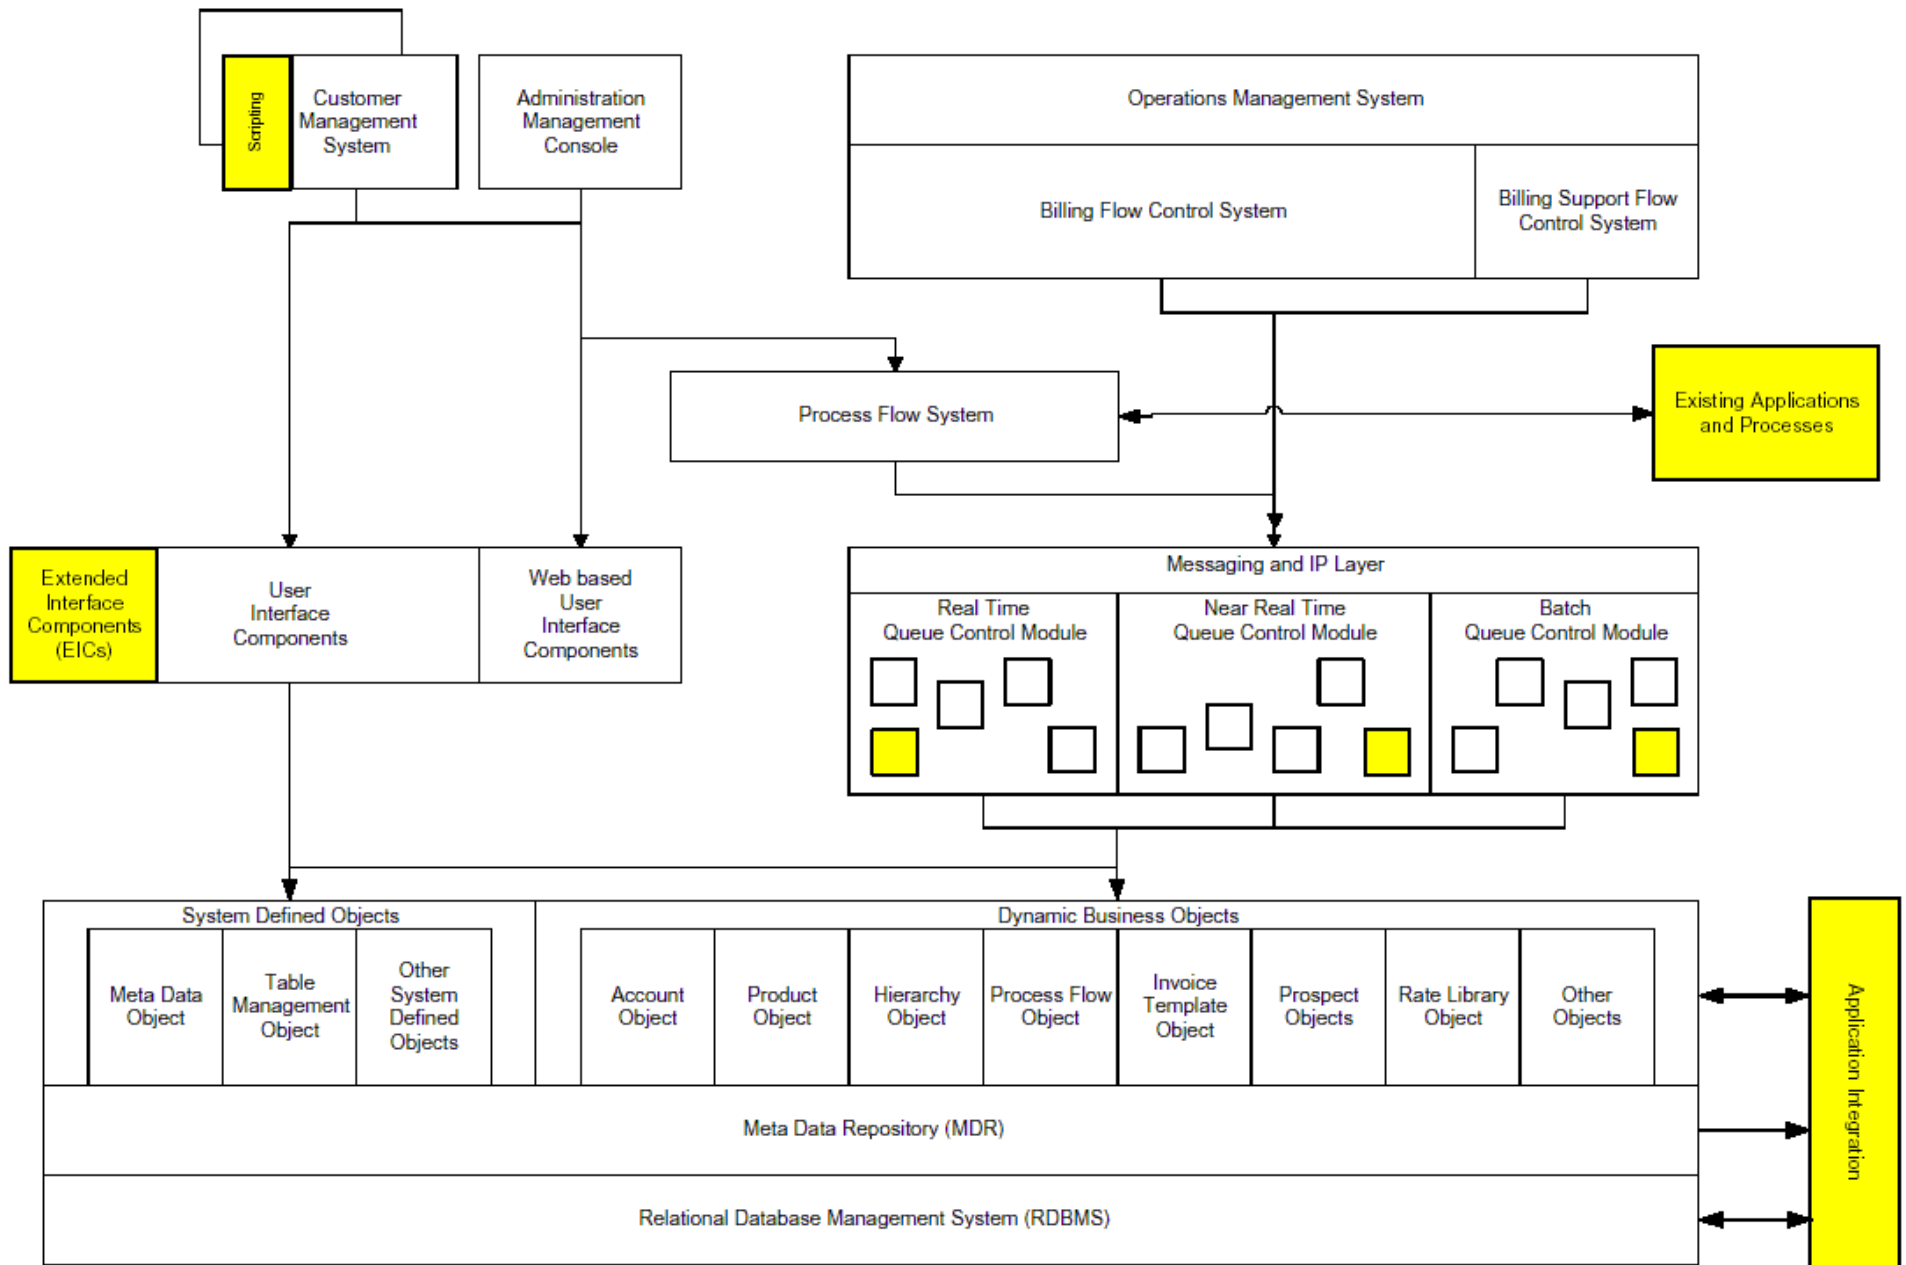 Scripting
Customer
Management
System
Administration
Management
Console
Operations Management System
Billing Flow Control System
Billing Support Flow
Control System
Process Flow System
Existing Applications
and Processes
Extended
Interface
Components
(EICs)
User
Interface
Components
Web based
User
Interface
Components
Messaging and IP Layer
Real Time
Queue Control Module
Near Real Time
Queue Control Module
Batch
Queue Control Module
System Defined Objects
Dynamic Business Objects
Meta Data
Object
Table
Management
Object
Other
System
Defined
Objects
Account
Object
Product
Object
Hierarchy
Object
Process Flow
Object
Invoice
Template
Object
Prospect
Objects
Rate Library
Object
Other
Objects
Application Integration
Meta Data Repository (MDR)
Relational Database Management System (RDBMS)